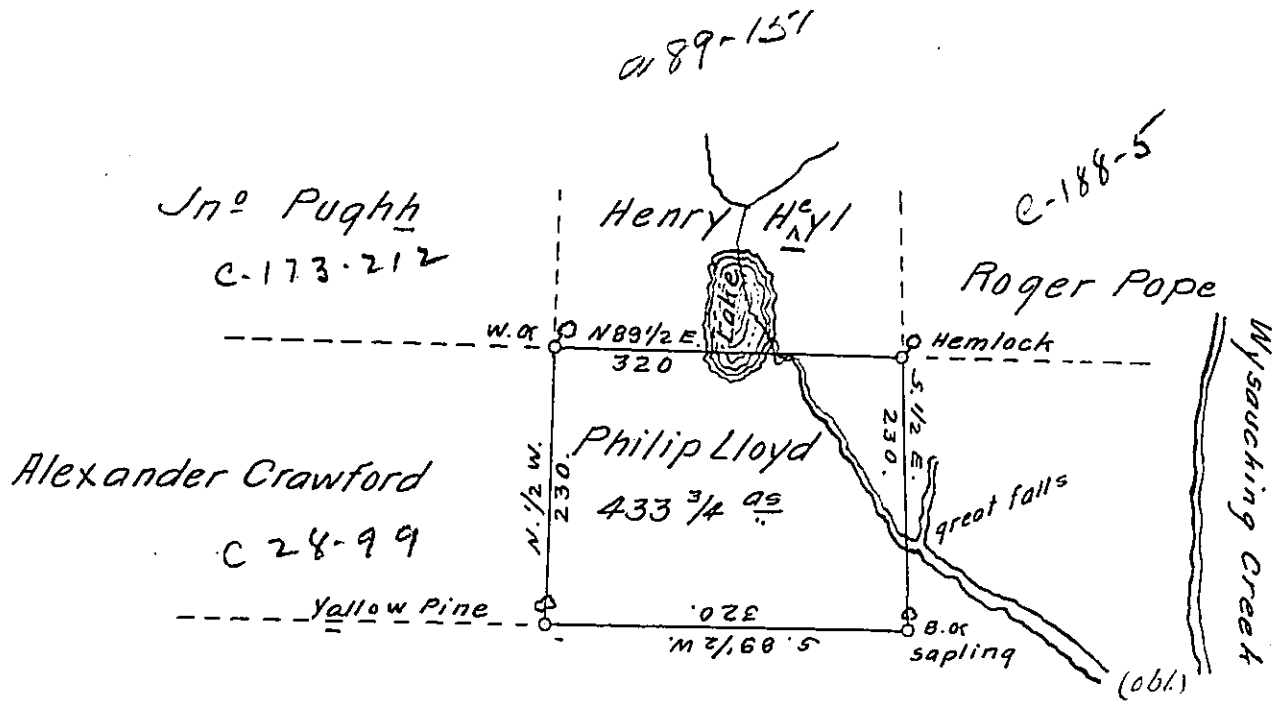 a 89-151
Jnº Pughh
C-173-212
Henry Heyl
C-188-5
Roger Pope
Lake
W. O
N 89 1/2 E.
320
Hemlock
S. 1/2 E.
230.
Wysaucking Creek
Philip Lloyd
433 3/4 as
N. 1/2 W.
230.
Alexander Crawford
C 28-99
great falls
Yallow Pine
320.
S. 89 1/2 W
B. O
sapling
(obl.)